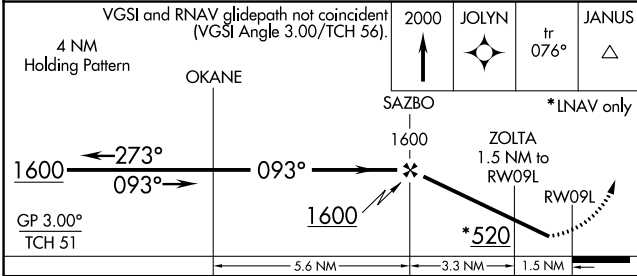 VGSI and RNAV glidepath not coincident
(VGSI Angle 3.00/TCH 56).
2000
JOLYN
tr
076°
JANUS
4 NM
Holding Pattern
OKANE
SAZBO
1600
*LNAV only
ZOLTA
1.5 NM to
RW09L
273°
1600
093°
093°
RW09L
1600
GP 3.00°
TCH 51
*520
5.6 NM
3.3 NM
1.5 NM